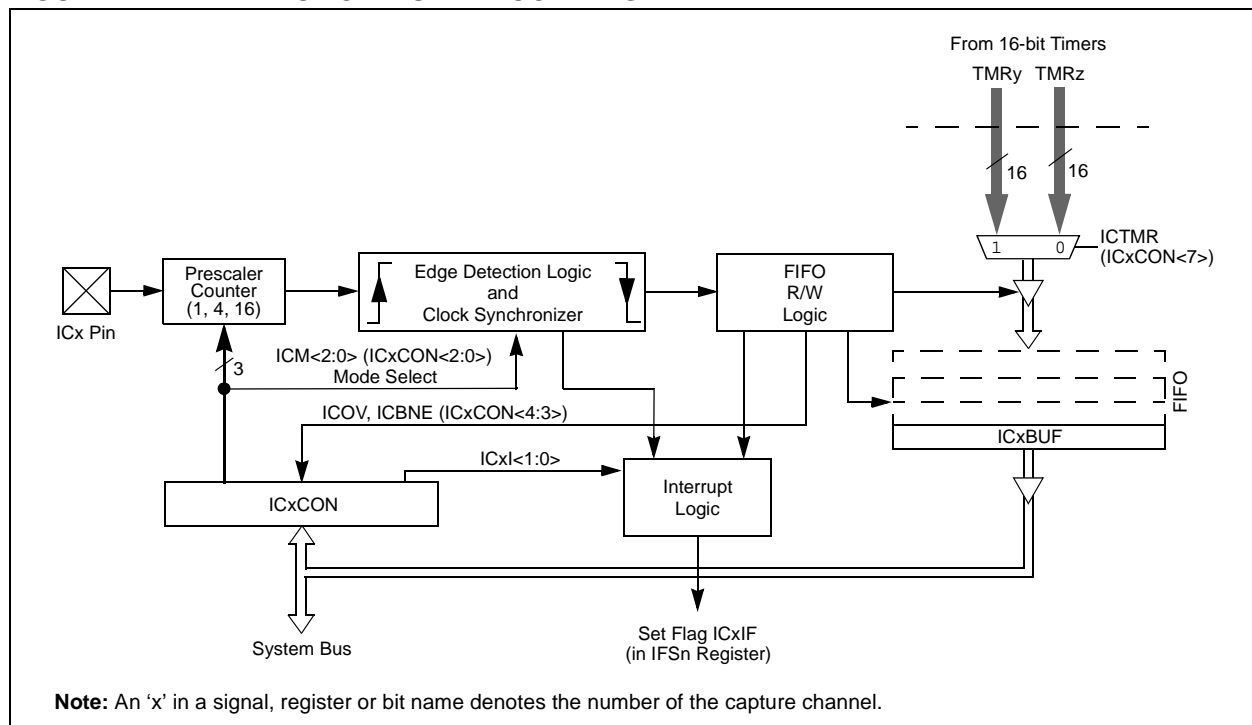 From 16-bit Timers
TMRy TMRz
16 16
1 0
ICTMR
(ICxCON<7>)
Prescaler
Counter
(1, 4, 16)
Edge Detection Logic
and
Clock Synchronizer
FIFO
R/W
Logic
ICx Pin
3
ICM<2:0> (ICxCON<2:0>)
Mode Select
FIFO
ICOV, ICBNE (ICxCON<4:3>)
ICxBUF
ICxI<1:0>
ICxCON
Interrupt
Logic
System Bus
Set Flag ICxIF
(in IFSn Register)
Note: An ‘x’ in a signal, register or bit name denotes the number of the capture channel.